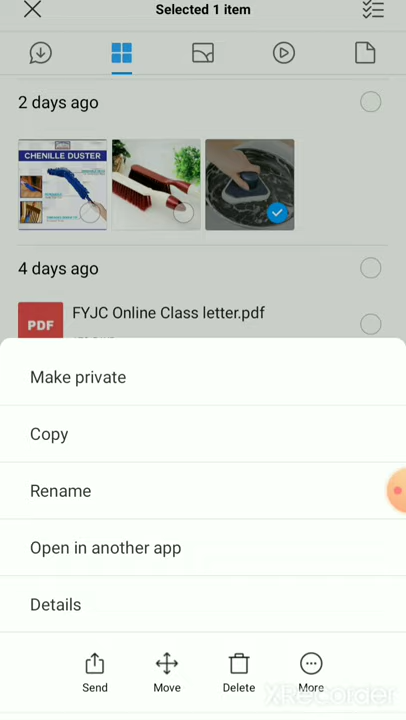 Selected 1 item
2 days ago
CHENILLE DUSTER
4 days ago
PDF
FYJC Online Class letter.pdf
Make private
Copy
Rename
Open in another app
Details
Send
Move
Delete
More
XRecorder